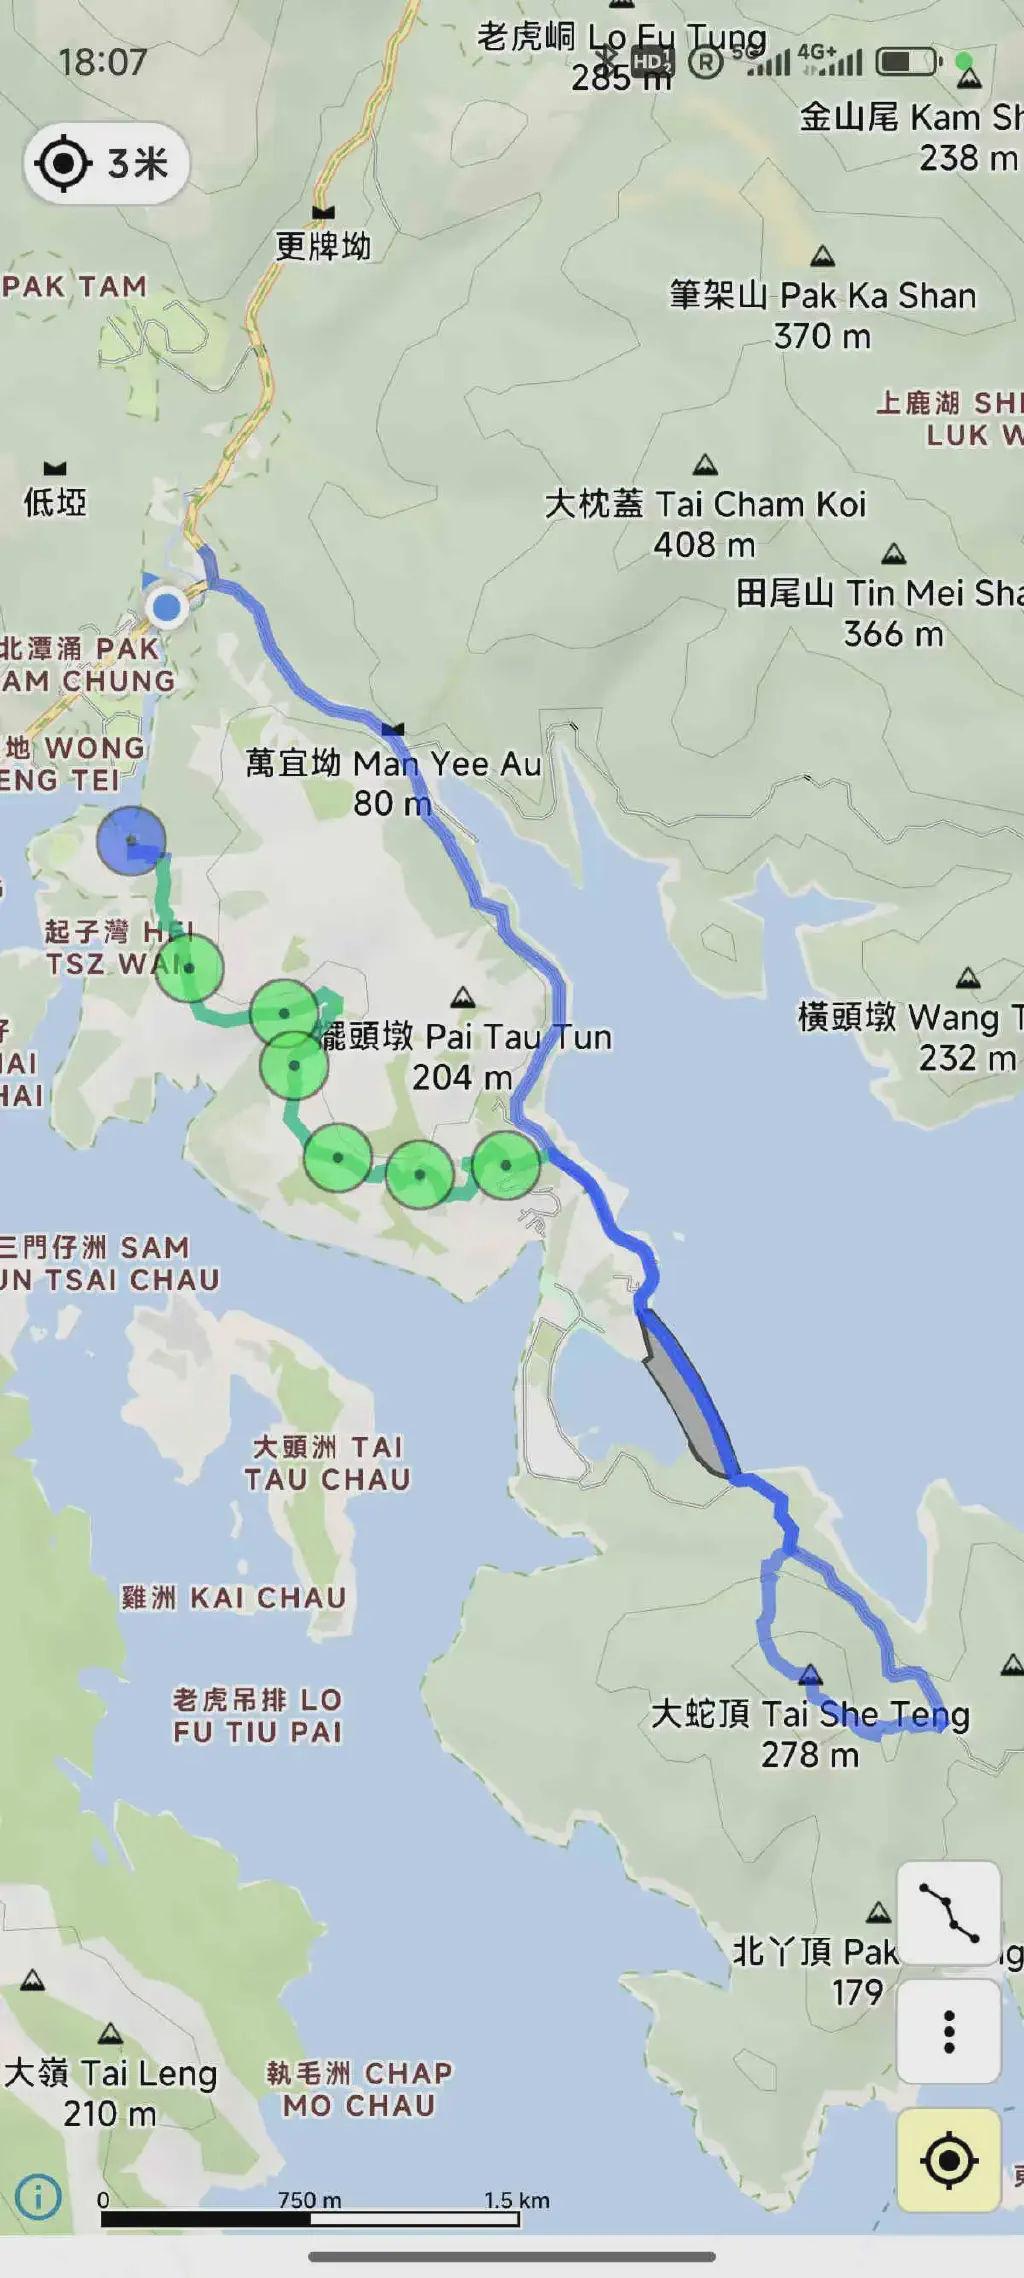 老虎峒 Lo Fu Tung
285 m
18:07
HD
R
5G
4G+
金山尾 Kam Sh
238 m
3米
更牌坳
PAK TAM
筆架山 Pak Ka Shan
370 m
上鹿湖 SHE
LUK W
低埡
大枕蓋 Tai Cham Koi
408 m
田尾山 Tin Mei Sha
366 m
北潭涌 PAK
AM CHUNG
地 WONG
ENG TEI
萬宜坳 Man Yee Au
80 m
起子灣 HEI
TSZ WAI
擺頭墩 Pai Tau Tun
204 m
橫頭墩 Wang T
232 m
仔
IAI
HAI
三門仔洲 SAM
UN TSAI CHAU
大頭洲 TAI
TAU CHAU
雞洲 KAI CHAU
老虎吊排 LO
FU TIU PAI
大蛇頂 Tai She Teng
278 m
北丫頂 Pak
179
大嶺 Tai Leng
210 m
執毛洲 CHAP
MO CHAU
0 750 m 1.5 km